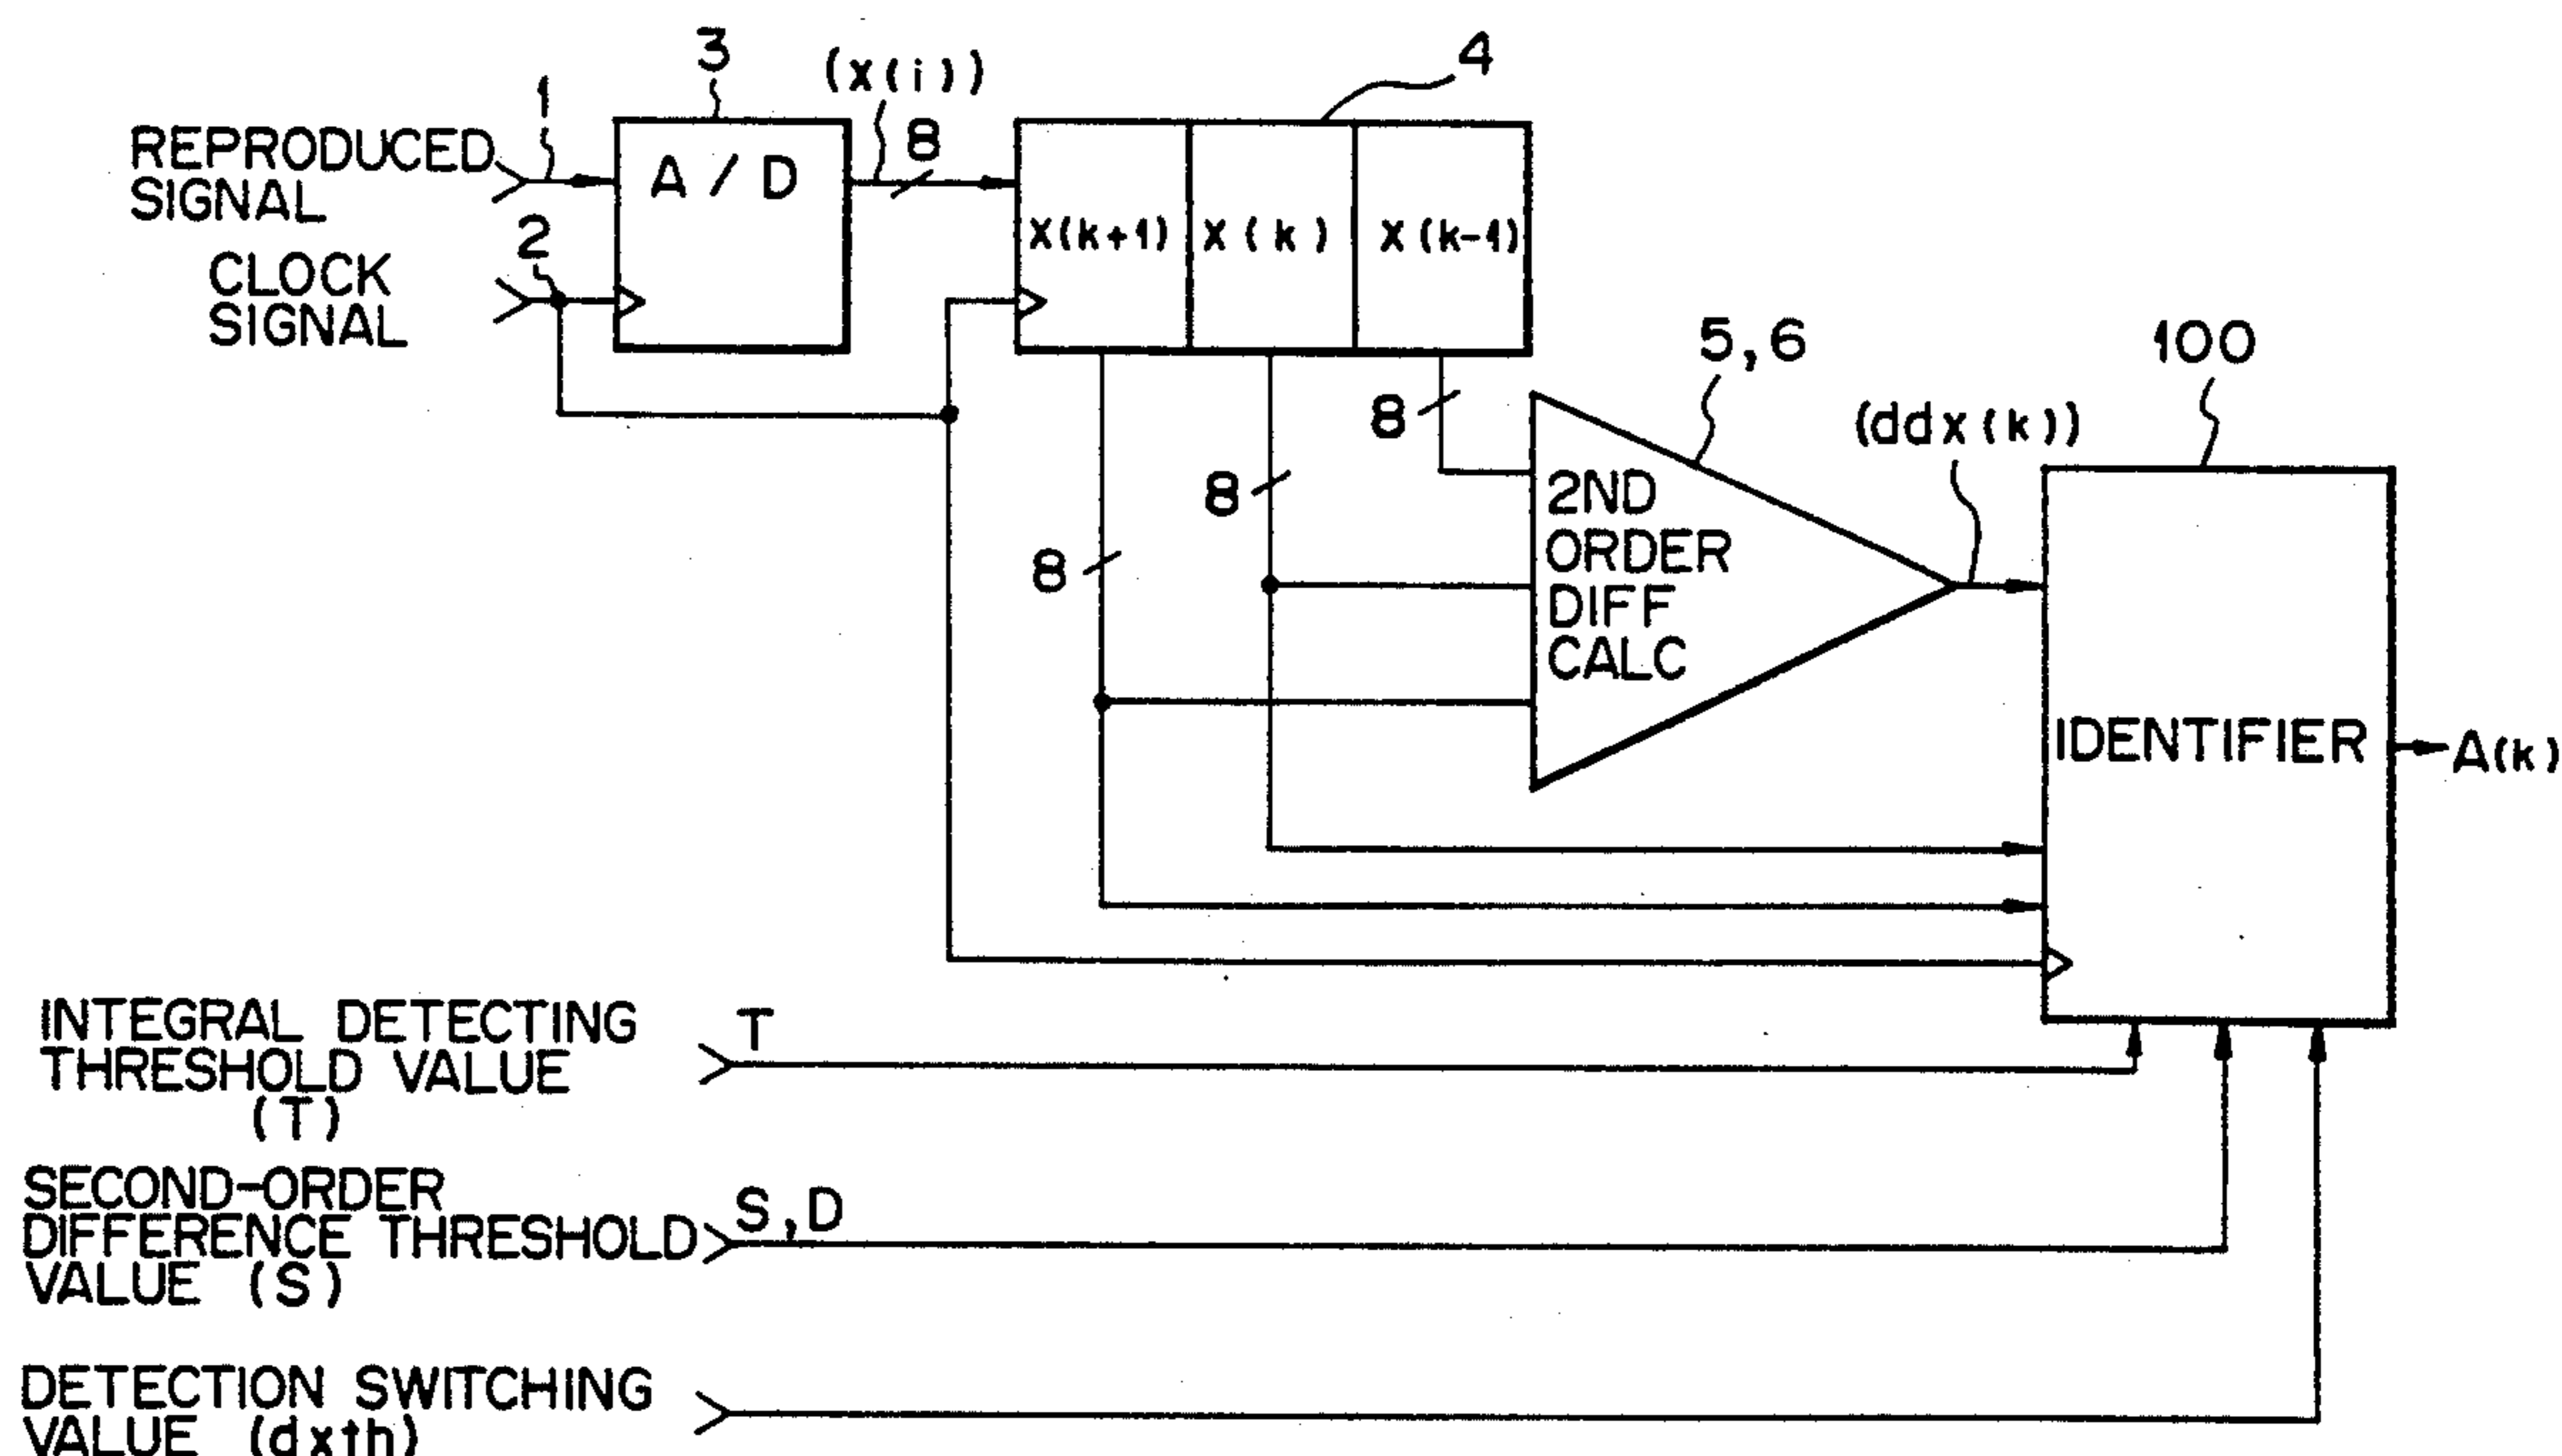 3
(x(i))
4
1
8
REPRODUCED
SIGNAL
A / D
2
X(k+1) X(k) X(k-1)
CLOCK
SIGNAL
5,6
100
8
(ddx(k))
8
2ND
ORDER
DIFF
CALC
8
IDENTIFIER
A(k)
INTEGRAL DETECTING
THRESHOLD VALUE
(T)
T
SECOND-ORDER
DIFFERENCE THRESHOLD
VALUE (S)
S,D
DETECTION SWITCHING
VALUE (dxth)